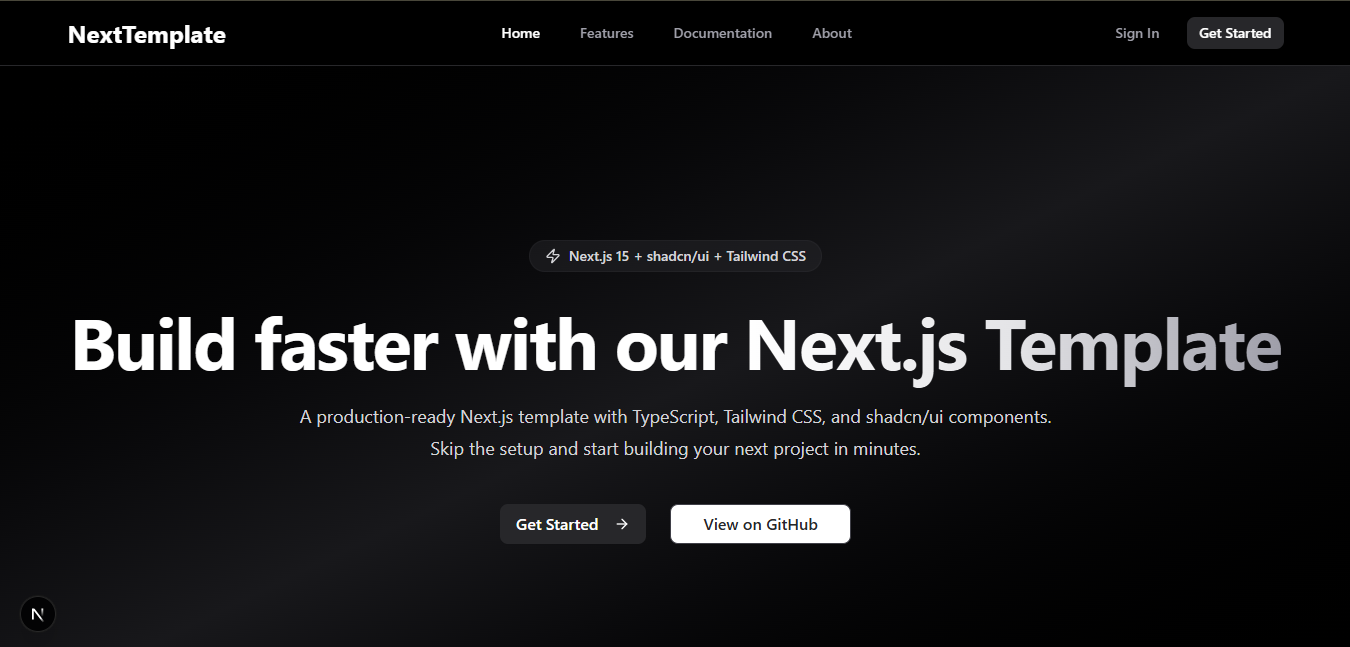 NextTemplate
Home
Features
Documentation
About
Sign In
Get Started
Next.js 15 + shadcn/ui + Tailwind CSS
Build faster with our Next.js Template
A production-ready Next.js template with TypeScript, Tailwind CSS, and shadcn/ui components.
Skip the setup and start building your next project in minutes.
Get Started
View on GitHub
N